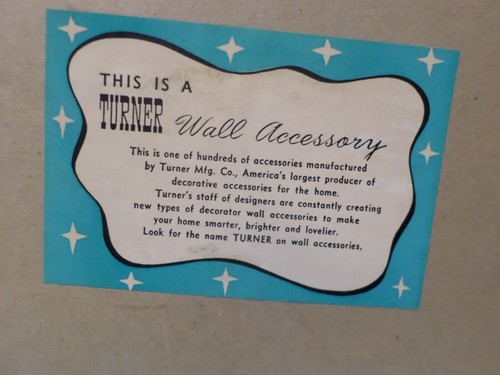 THIS IS A
TURNER Wall Accessory
This is one of hundreds of accessories manufactured
by Turner Mfg. Co., America's largest producer of
decorative accessories for the home.
Turner's staff of designers are constantly creating
new types of decorator wall accessories to make
your home smarter, brighter and lovelier.
Look for the name TURNER on wall accessories.